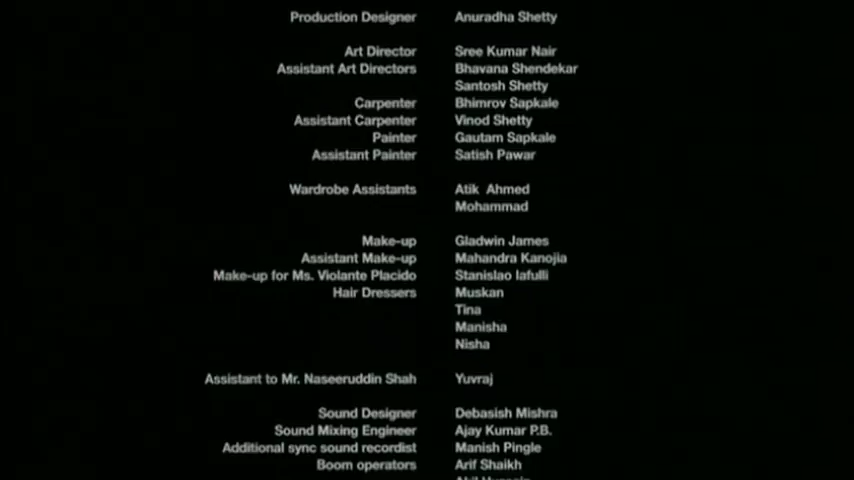 Production Designer Anuradha Shetty
Art Director Sree Kumar Nair
Assistant Art Directors Bhavana Shendekar
Santosh Shetty
Carpenter Bhimrov Sapkale
Assistant Carpenter Vinod Shetty
Painter Gautam Sapkale
Assistant Painter Satish Pawar
Wardrobe Assistants Atik Ahmed
Mohammad
Make-up Gladwin James
Assistant Make-up Mahandra Kanojia
Make-up for Ms. Violante Placido Stanislao Iafulli
Hair Dressers Muskan
Tina
Manisha
Nisha
Assistant to Mr. Naseeruddin Shah Yuvraj
Sound Designer Debasish Mishra
Sound Mixing Engineer Ajay Kumar P.B.
Additional sync sound recordist Manish Pingle
Boom operators Arif Shaikh